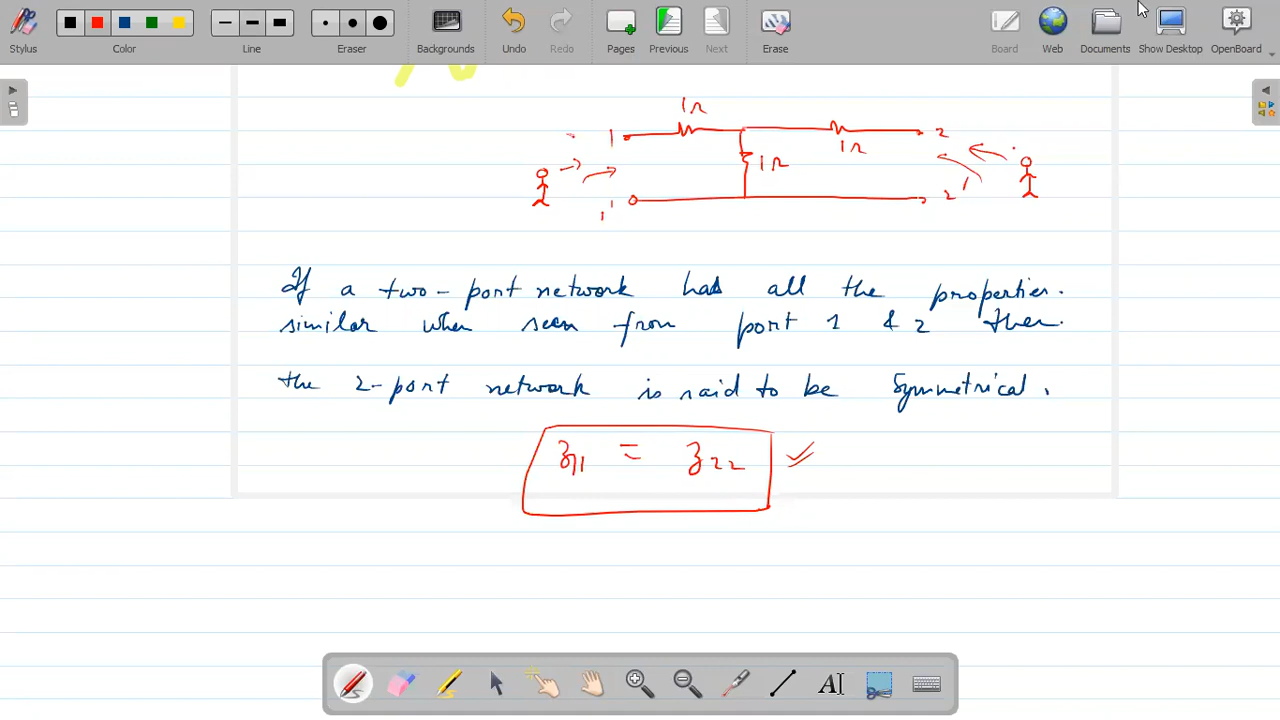 Stylus
Color
Line
Eraser
Backgrounds
Undo
Redo
Pages
Previous
Next
Erase
Board
Web
Documents
Show Desktop
OpenBoard
1Ω
1 2
1Ω
1Ω
1' 2'
If a two-port network has all the properties.
similar when seen from port 1 & 2 then.
the 2-port network is said to be Symmetrical.
z11 = z22